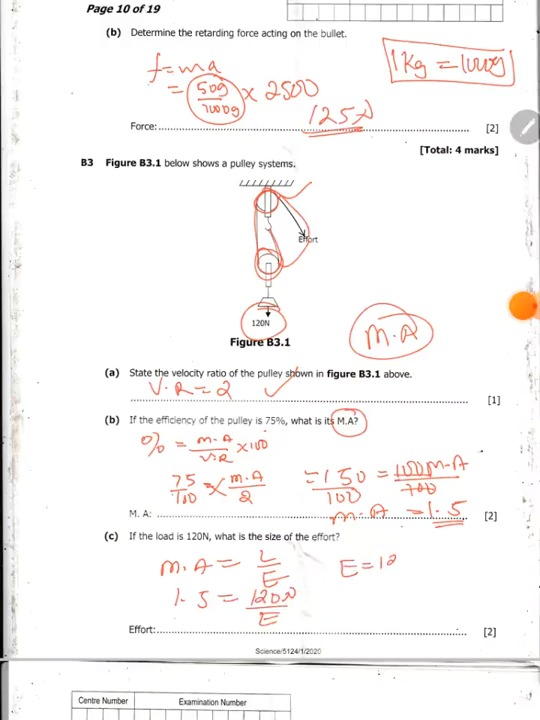 Page 10 of 19
(b) Determine the retarding force acting on the bullet.
1Kg = 1000g
f = ma
= 50g/1000g × 2500
125N
Force: [2]
[Total: 4 marks]
B3 Figure B3.1 below shows a pulley systems.
Effort
120N
M.A
Figure B3.1
(a) State the velocity ratio of the pulley shown in figure B3.1 above.
V.R = 2 ✓
[1]
(b) If the efficiency of the pulley is 75%, what is its M.A?
% = M.A/V.R × 100
75/100 × M.A/2 = 150/100 = 100M.A/100
M.A: M.A = 1.5 [2]
(c) If the load is 120N, what is the size of the effort?
M.A = L/E E = 12
1.5 = 120N/E
Effort: [2]
Science/5124/1/2020
Centre Number Examination Number